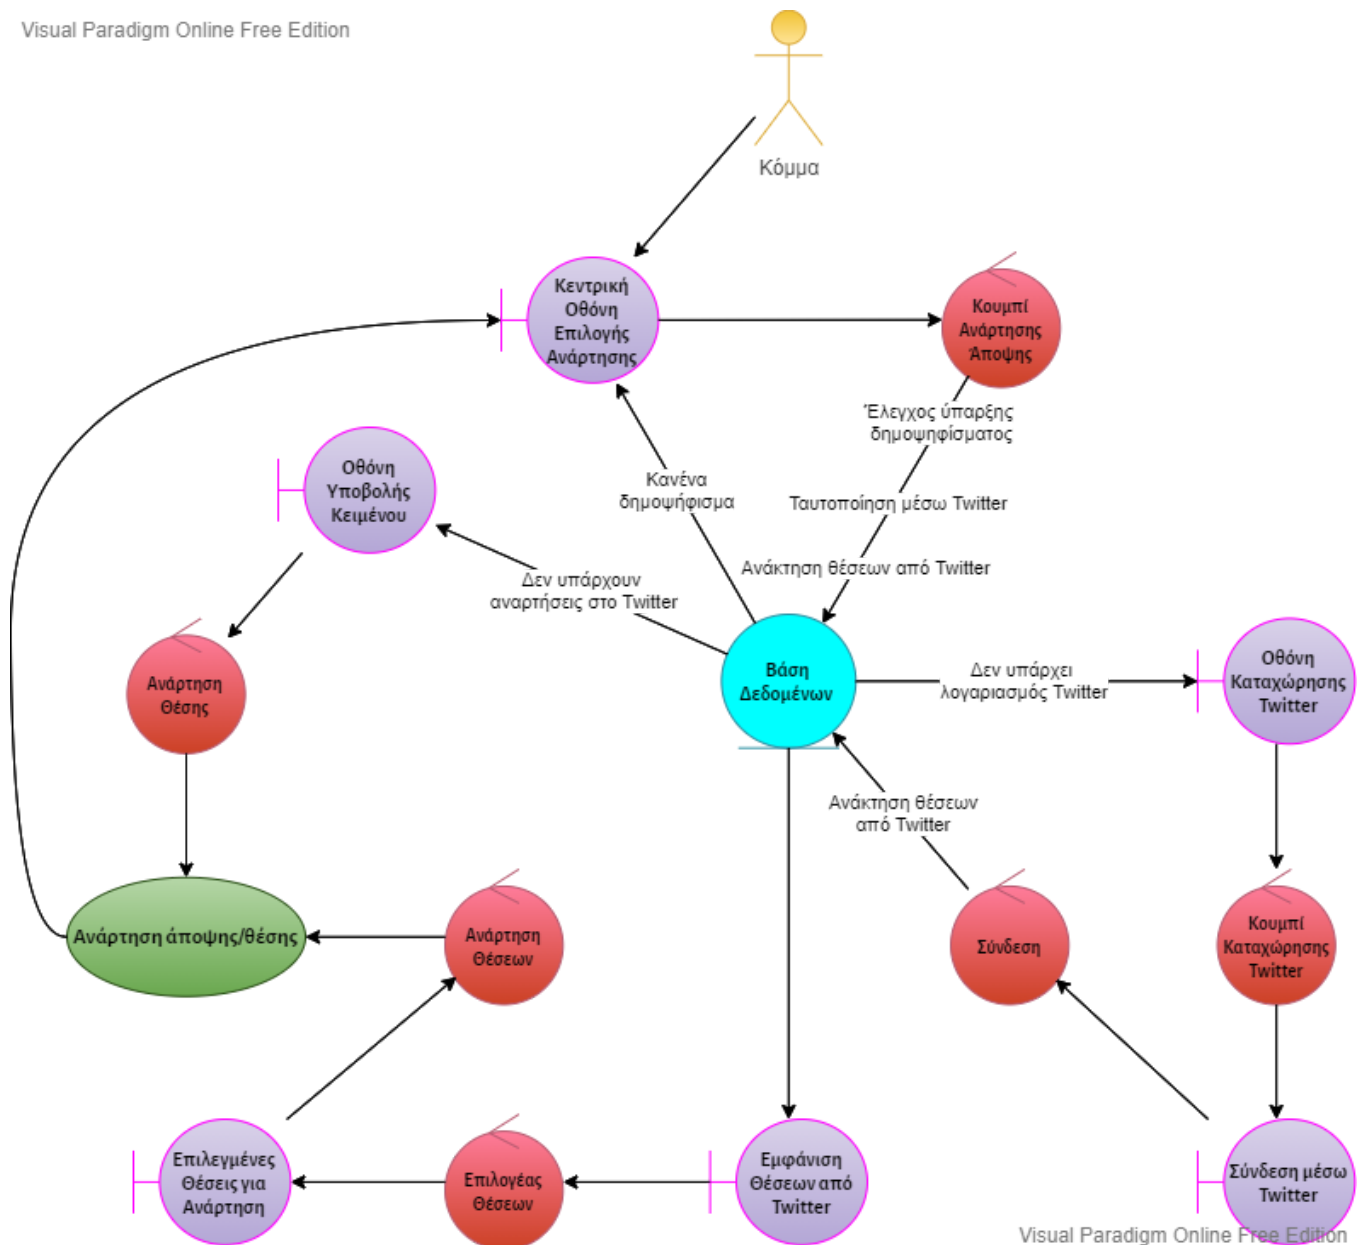 Visual Paradigm Online Free Edition
Κόμμα
Κεντρική
Οθόνη
Επιλογής
Ανάρτησης
Κουμπί
Ανάρτησης
Άποψης
Έλεγχος ύπαρξης
δημοψηφίσματος
Οθόνη
Υποβολής
Κειμένου
Κανένα
δημοψήφισμα
Ταυτοποίηση μέσω Twitter
Ανάκτηση θέσεων από Twitter
Δεν υπάρχουν
αναρτήσεις στο Twitter
Ανάρτηση
Θέσης
Βάση
Δεδομένων
Δεν υπάρχει
λογαριασμός Twitter
Οθόνη
Καταχώρησης
Twitter
Ανάκτηση θέσεων
από Twitter
Ανάρτηση άποψης/θέσης
Ανάρτηση
Θέσεων
Σύνδεση
Κουμπί
Καταχώρησης
Twitter
Επιλεγμένες
Θέσεις για
Ανάρτηση
Επιλογέας
Θέσεων
Εμφάνιση
Θέσεων από
Twitter
Σύνδεση μέσω
Twitter
Visual Paradigm Online Free Edition